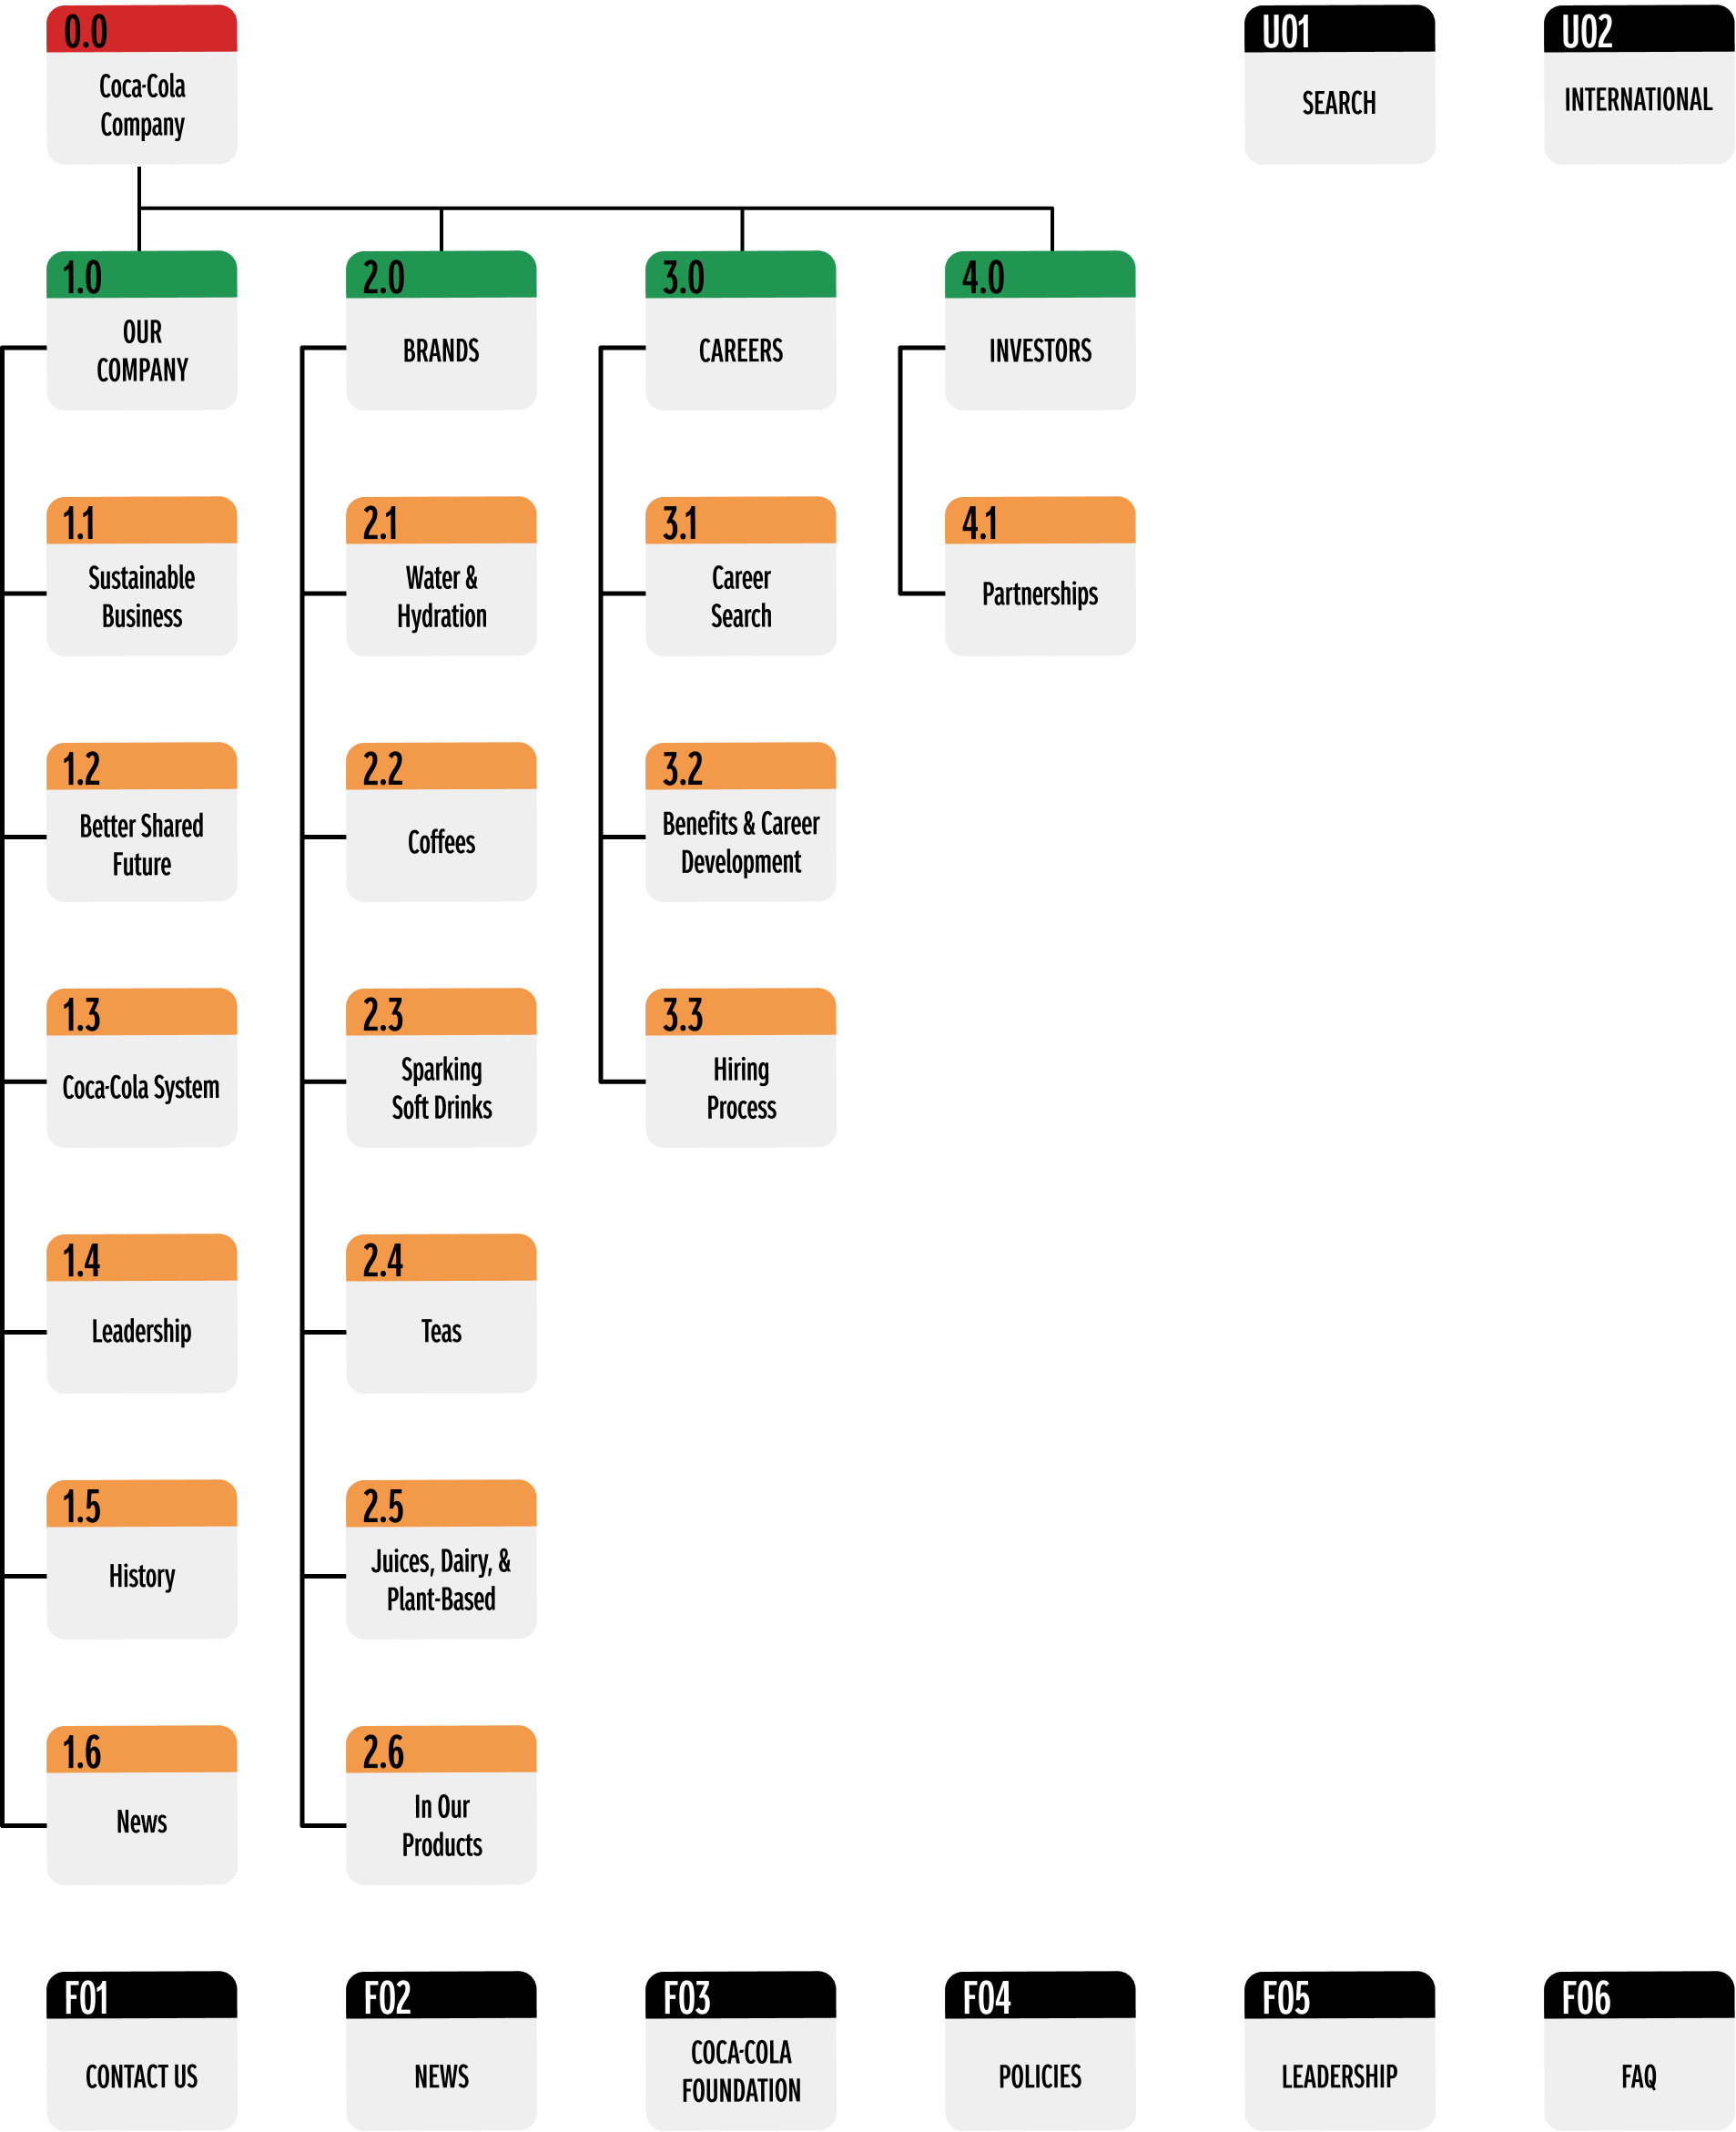 0.0
Coca-Cola
Company
U01
SEARCH
U02
INTERNATIONAL
1.0
OUR
COMPANY
2.0
BRANDS
3.0
CAREERS
4.0
INVESTORS
1.1
Sustainable
Business
2.1
Water &
Hydration
3.1
Career
Search
4.1
Partnerships
1.2
Better Shared
Future
2.2
Coffees
3.2
Benefits & Career
Development
1.3
Coca-Cola System
2.3
Sparking
Soft Drinks
3.3
Hiring
Process
1.4
Leadership
2.4
Teas
1.5
History
2.5
Juices, Dairy, &
Plant-Based
1.6
News
2.6
In Our
Products
F01
CONTACT US
F02
NEWS
F03
COCA-COLA
FOUNDATION
F04
POLICIES
F05
LEADERSHIP
F06
FAQ